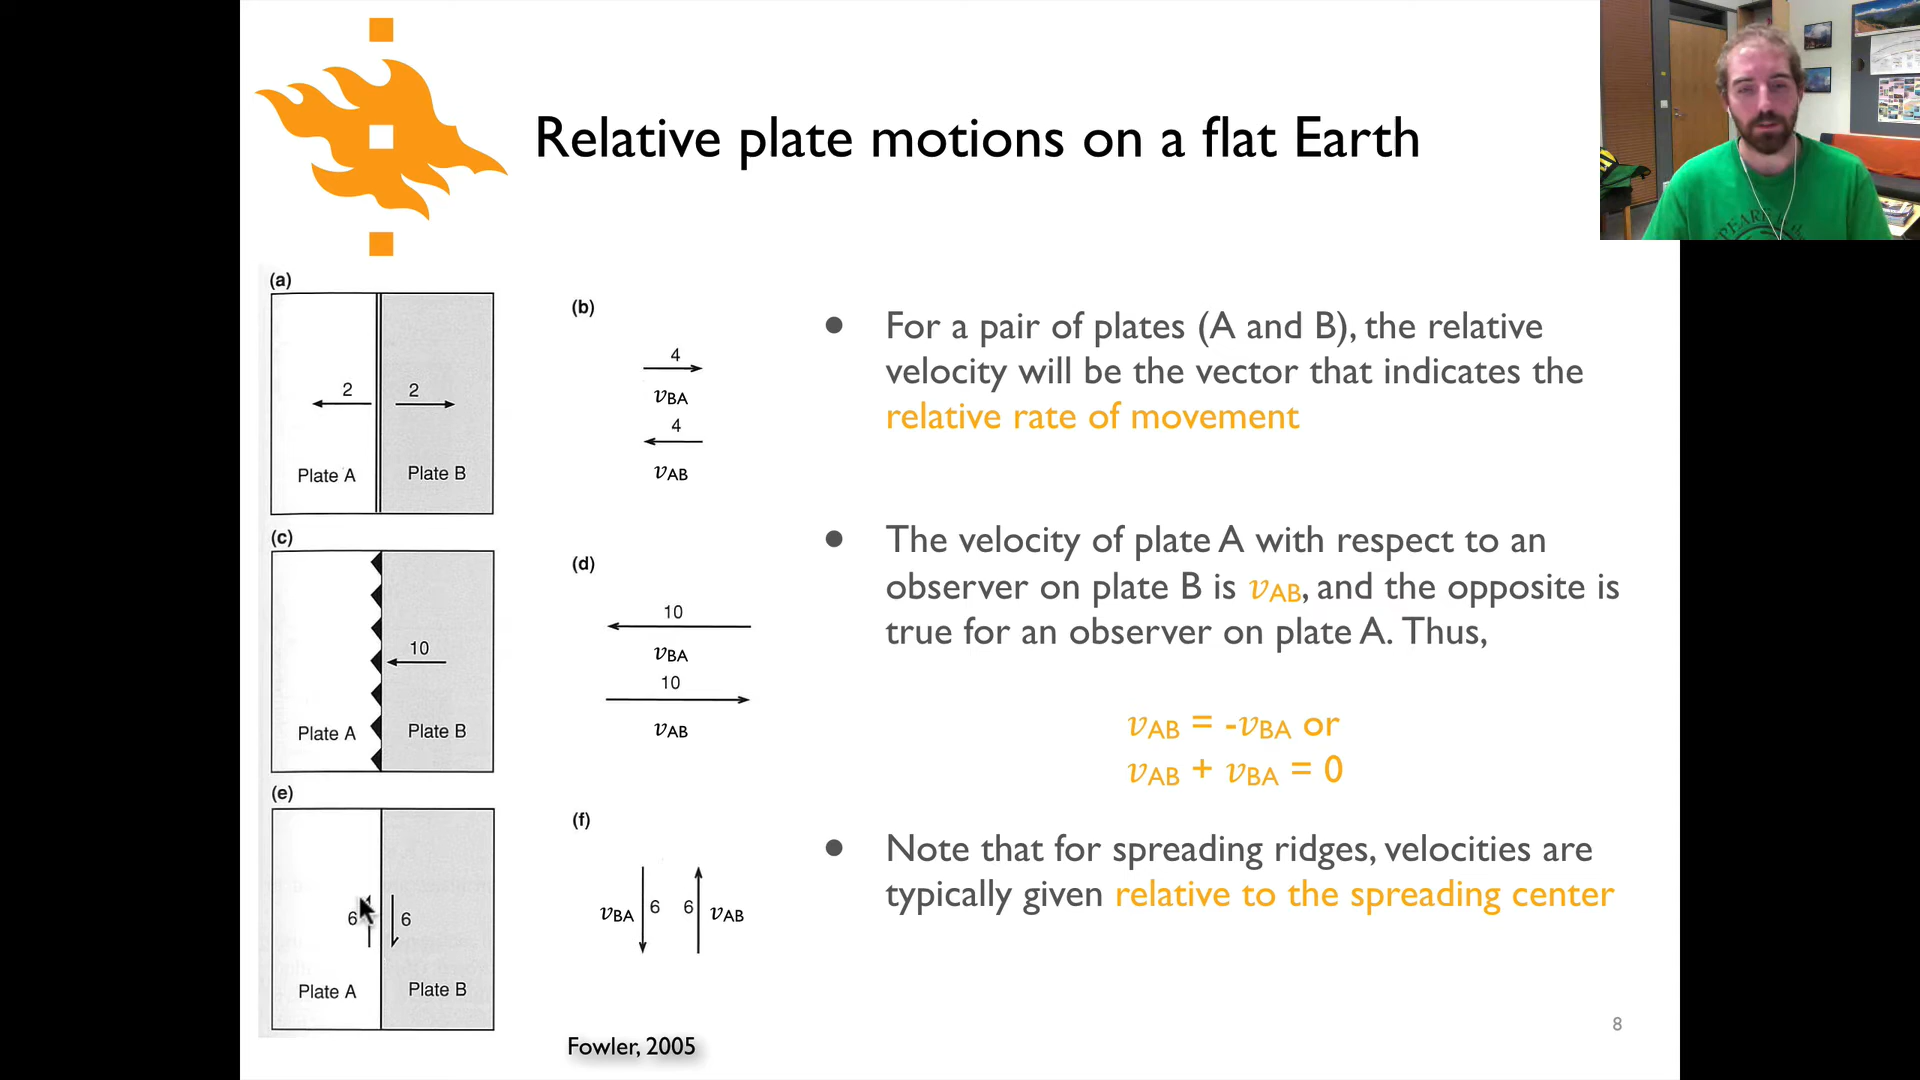 Relative plate motions on a flat Earth
(a)
2
2
Plate A
Plate B
(b)
4
vBA
4
vAB
(c)
10
Plate A
Plate B
(d)
10
vBA
10
vAB
(e)
6
6
Plate A
Plate B
(f)
vBA 6 6 vAB
Fowler, 2005
● For a pair of plates (A and B), the relative
velocity will be the vector that indicates the
relative rate of movement
● The velocity of plate A with respect to an
observer on plate B is vAB, and the opposite is
true for an observer on plate A. Thus,
vAB = -vBA or
vAB + vBA = 0
● Note that for spreading ridges, velocities are
typically given relative to the spreading center
8